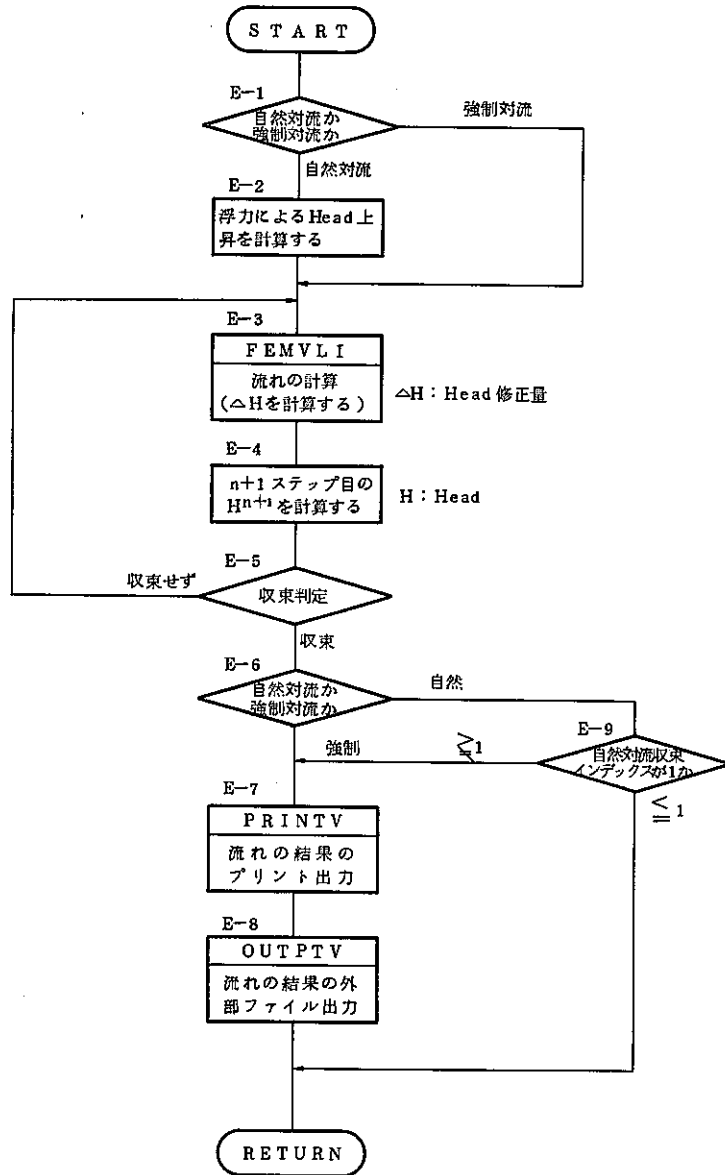 START
E-1
自然対流か
強制対流か
強制対流
自然対流
E-2
浮力によるHead上
昇を計算する
E-3
FEMVLI
流れの計算
(△Hを計算する)
△H：Head修正量
E-4
n+1ステップ目の
Hⁿ⁺¹を計算する
H：Head
E-5
収束せず
収束判定
収束
E-6
自然対流か
強制対流か
自然
E-9
自然対流収束
インデックスが1か
強制
≧1
≦1
E-7
PRINTV
流れの結果の
プリント出力
E-8
OUTPTV
流れの結果の外
部ファイル出力
RETURN